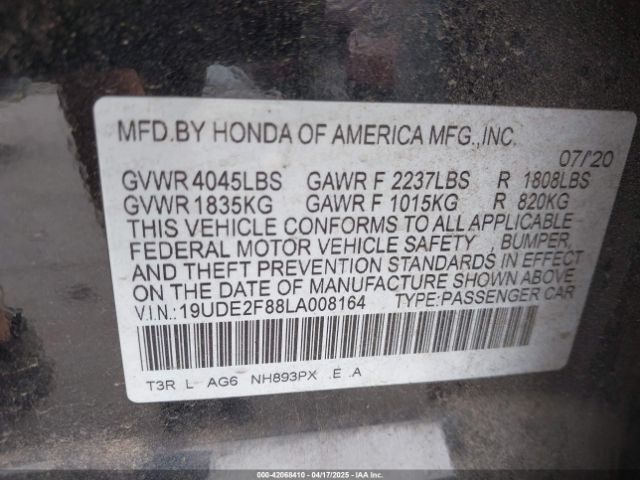 MFD.BY HONDA OF AMERICA MFG.,INC.
07/'20
GVWR 4045LBS GAWR F 2237LBS R 1808LBS
GVWR 1835KG GAWR F 1015KG R 820KG
THIS VEHICLE CONFORMS TO ALL APPLICABLE
FEDERAL MOTOR VEHICLE SAFETY BUMPER,
AND THEFT PREVENTION STANDARDS IN EFFECT
ON THE DATE OF MANUFACTURE SHOWN ABOVE
V.I.N.:19UDE2F88LA008164 TYPE:PASSENGER CAR
T3R L AG6 NH893PX .E .A
000-42068410 - 04/17/2025 - IAA Corp.